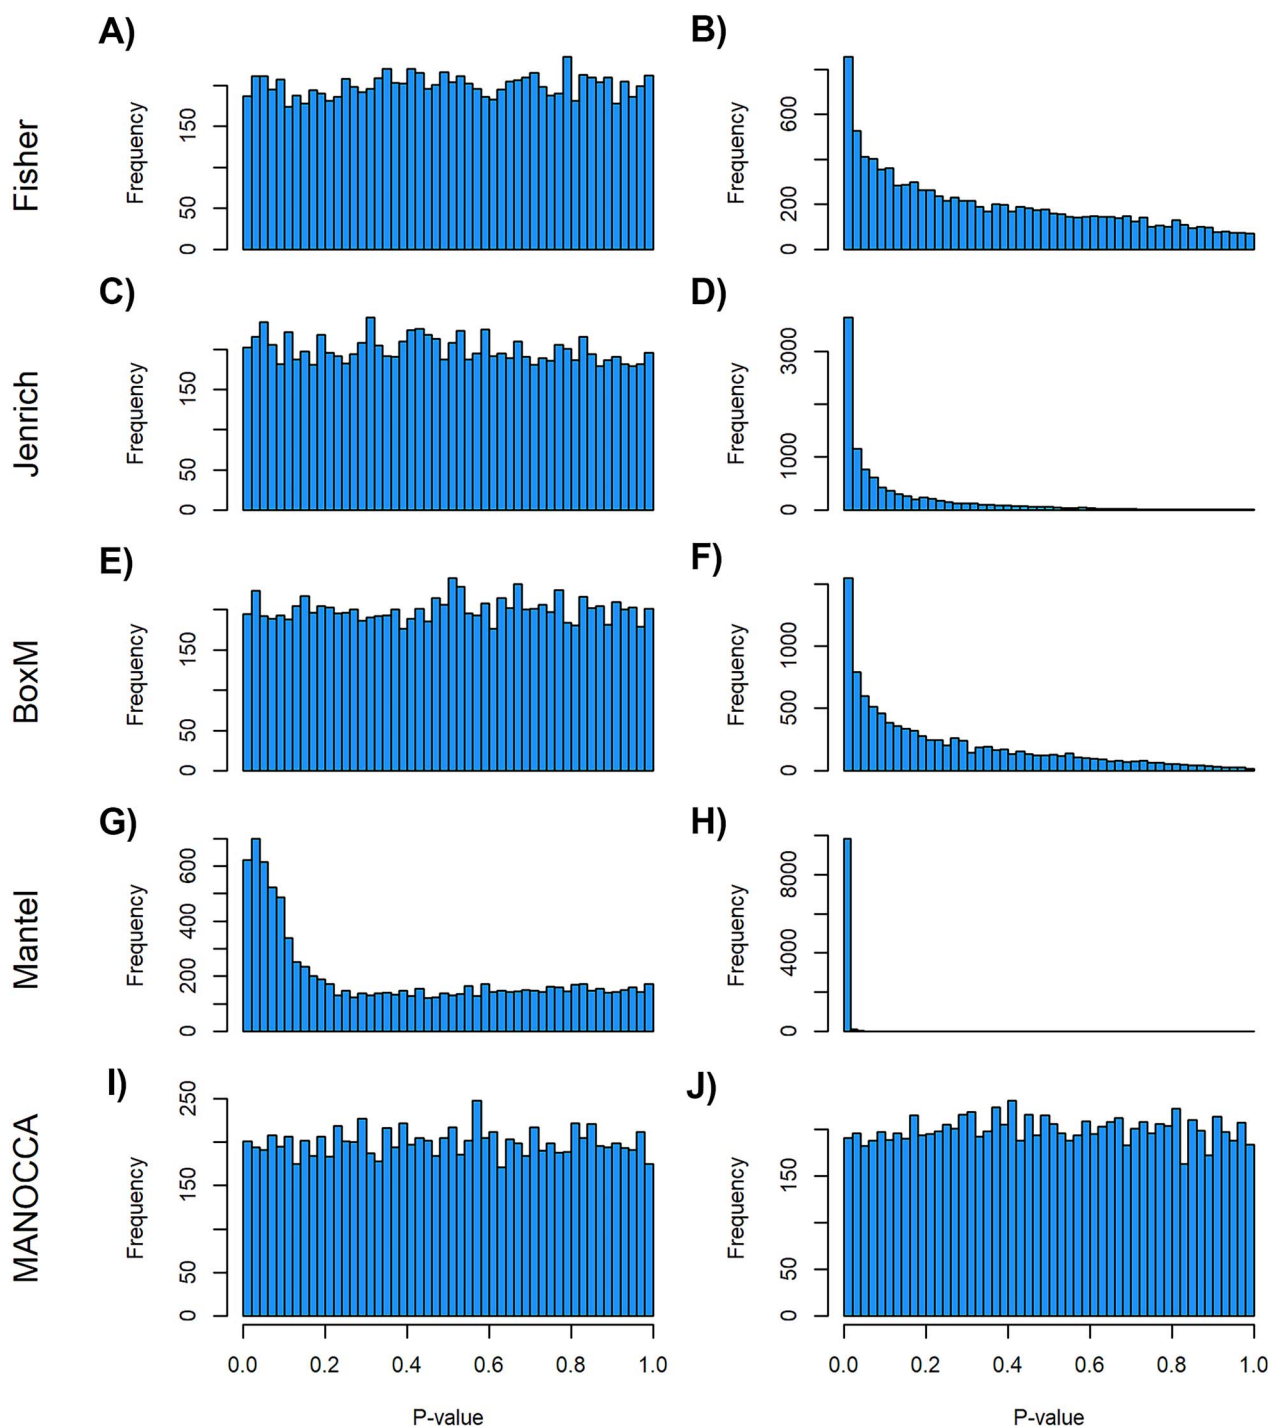 A)
B)
Fisher
Frequency
0 50 150
Frequency
0 200 600
C)
D)
Jenrich
Frequency
0 50 150
Frequency
0 1000 3000
E)
F)
BoxM
Frequency
0 50 150
Frequency
0 500 1000
G)
H)
Mantel
Frequency
0 200 400 600
Frequency
0 4000 8000
I)
J)
MANOCCA
Frequency
0 50 150 250
Frequency
0 50 150
0.0 0.2 0.4 0.6 0.8 1.0
0.0 0.2 0.4 0.6 0.8 1.0
P-value
P-value